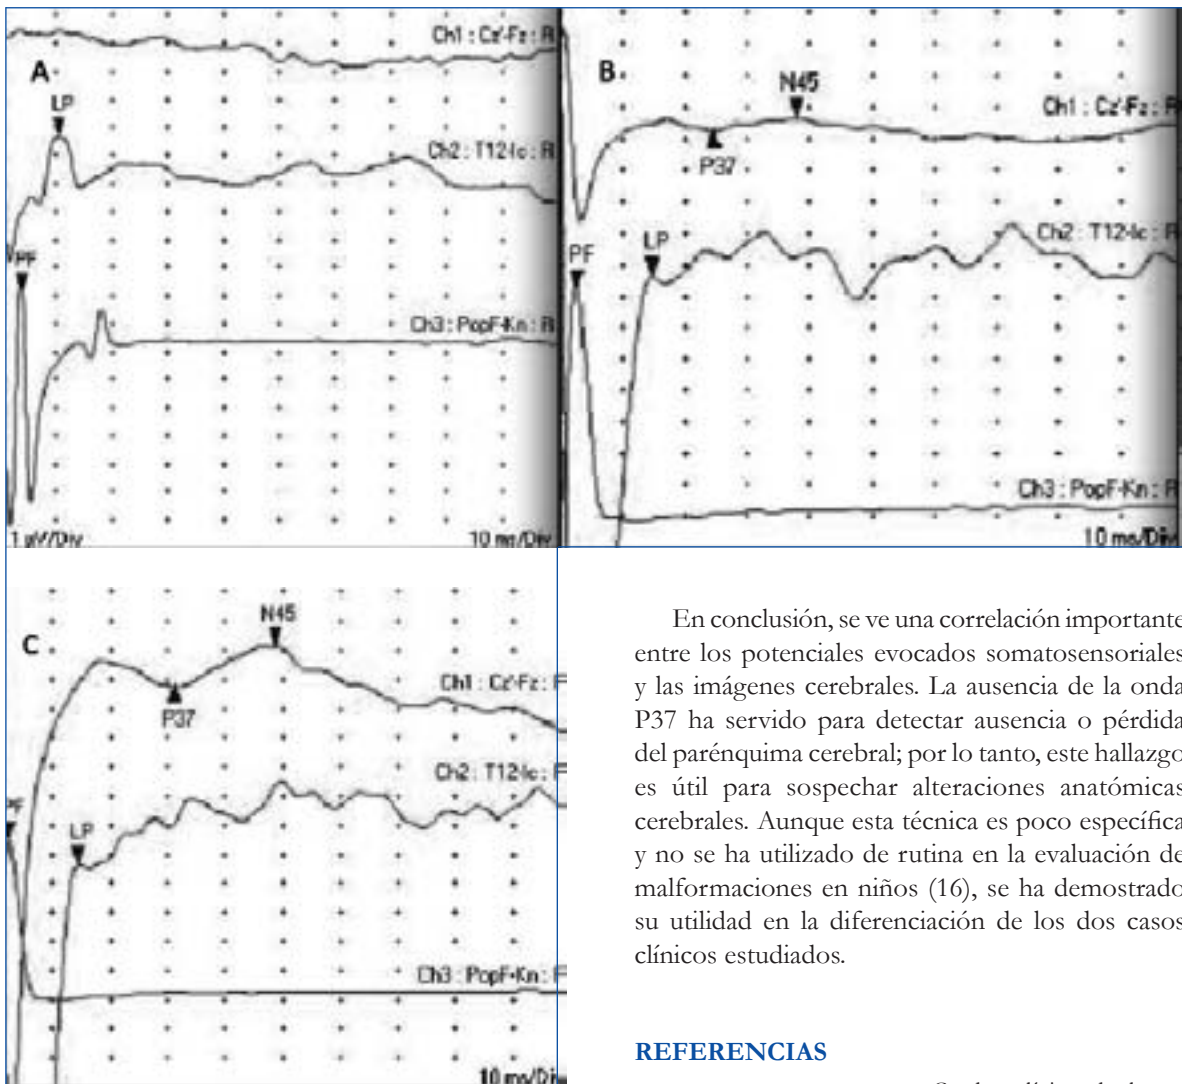 Ch1 : Cz'-Fz : R
A
LP
Ch2 : T12-Ic : R
PF
Ch3 : PopF-Kn : R
1 µV/Div
10 ms/Div
B
N45
Ch1 : Cz'-Fz : R
P37
PF
LP
Ch2 : T12-Ic : R
Ch3 : PopF-Kn : R
10 ms/Div
C
N45
Ch1 : Cz'-Fz :
P37
Ch2 : T12-Ic :
PF
LP
Ch3 : PopF-Kn :
10 ms/Div
En conclusión, se ve una correlación importante
entre los potenciales evocados somatosensoriales
y las imágenes cerebrales. La ausencia de la onda
P37 ha servido para detectar ausencia o pérdida
del parénquima cerebral; por lo tanto, este hallazgo
es útil para sospechar alteraciones anatómicas
cerebrales. Aunque esta técnica es poco específica
y no se ha utilizado de rutina en la evaluación de
malformaciones en niños (16), se ha demostrado
su utilidad en la diferenciación de los dos casos
clínicos estudiados.
REFERENCIAS